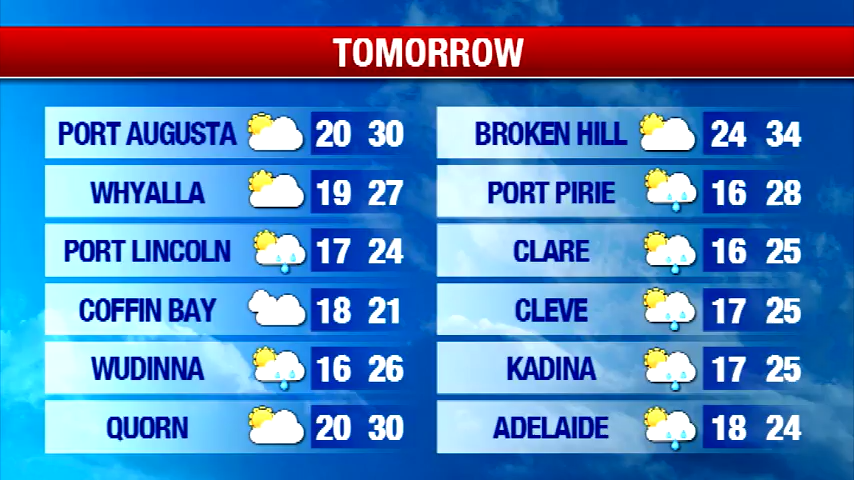 TOMORROW
PORT AUGUSTA 20 30
WHYALLA 19 27
PORT LINCOLN 17 24
COFFIN BAY 18 21
WUDINNA 16 26
QUORN 20 30
BROKEN HILL 24 34
PORT PIRIE 16 28
CLARE 16 25
CLEVE 17 25
KADINA 17 25
ADELAIDE 18 24